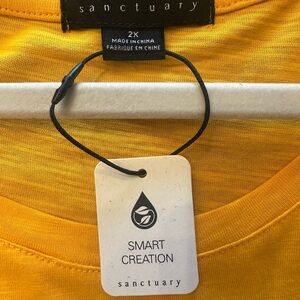 sanctuary
2X
MADE IN CHINA
FABRIQUÉ EN CHINE
SMART
CREATION
sanctuary